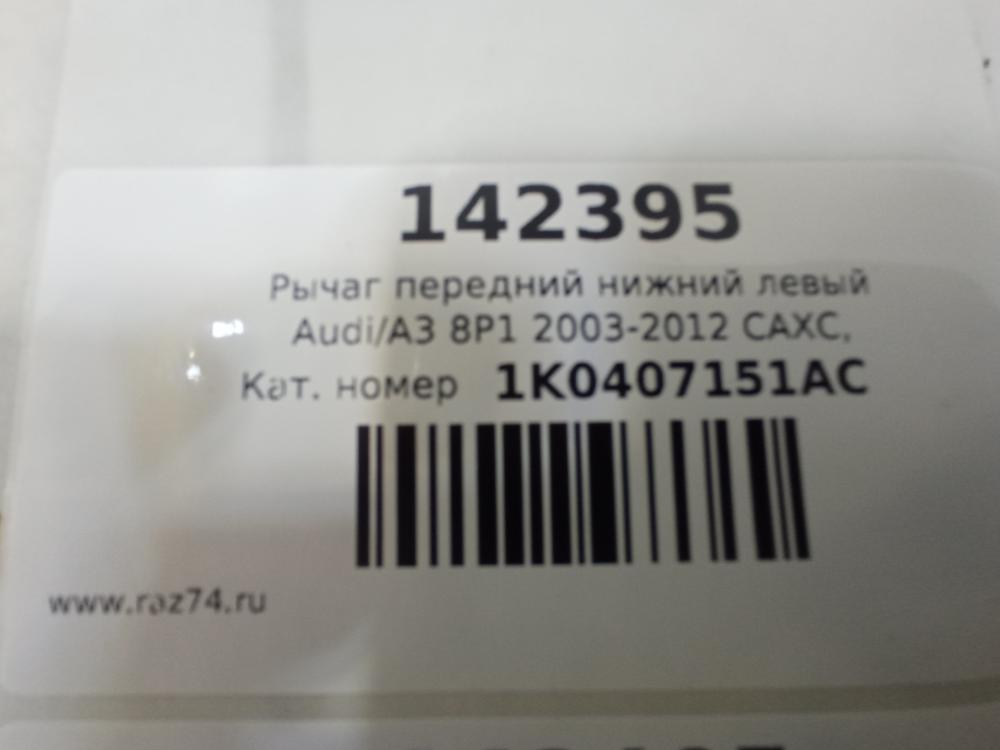 142395
Рычаг передний нижний левый
Audi/A3 8P1 2003-2012 CAXC,
Кат. номер 1K0407151AC
www.raz74.ru